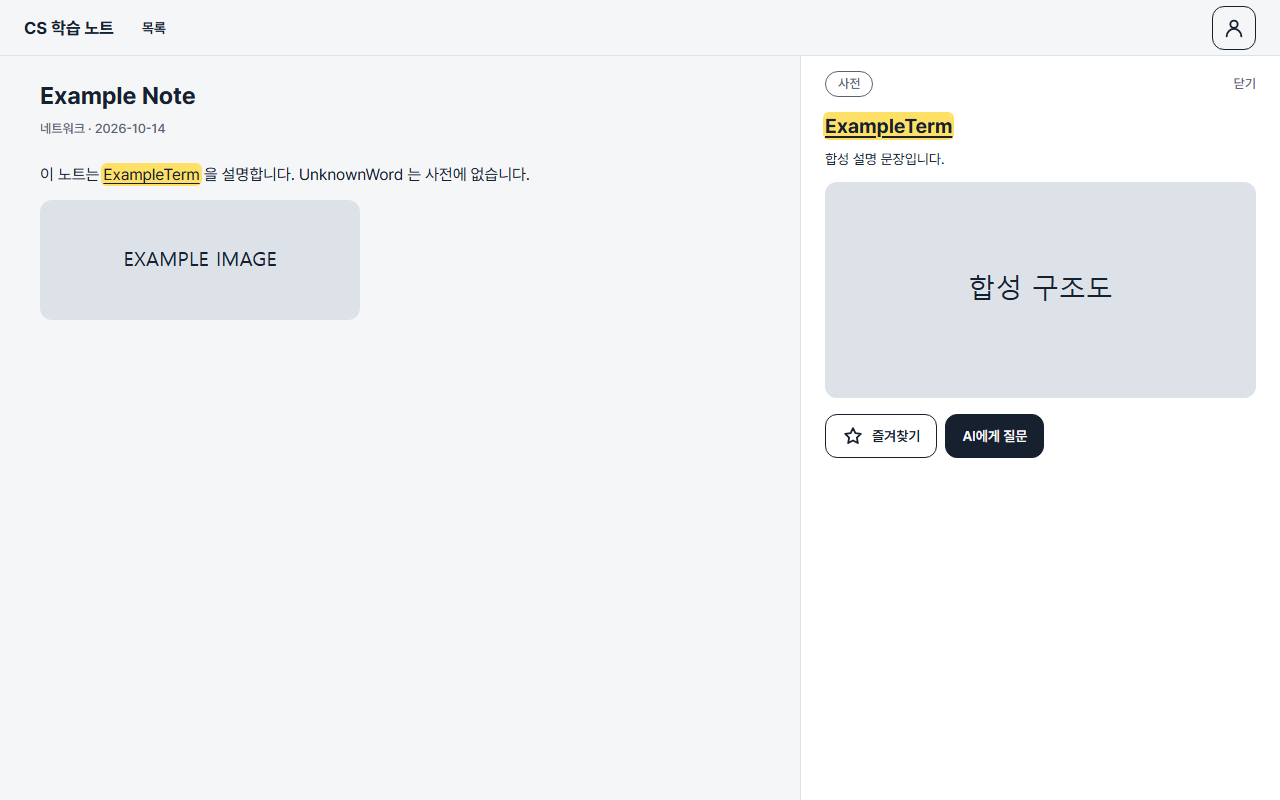 CS 학습 노트
목록
Example Note
네트워크 · 2026-10-14
이 노트는 ExampleTerm 을 설명합니다. UnknownWord 는 사전에 없습니다.
EXAMPLE IMAGE
사전
닫기
ExampleTerm
합성 설명 문장입니다.
합성 구조도
즐겨찾기
AI에게 질문